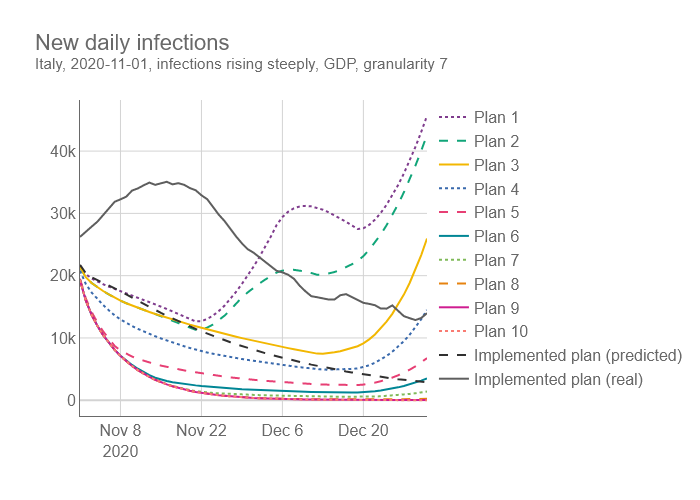 New daily infections
Italy, 2020-11-01, infections rising steeply, GDP, granularity 7
40k
30k
20k
10k
0
Nov 8
2020
Nov 22
Dec 6
Dec 20
Plan 1
Plan 2
Plan 3
Plan 4
Plan 5
Plan 6
Plan 7
Plan 8
Plan 9
Plan 10
Implemented plan (predicted)
Implemented plan (real)